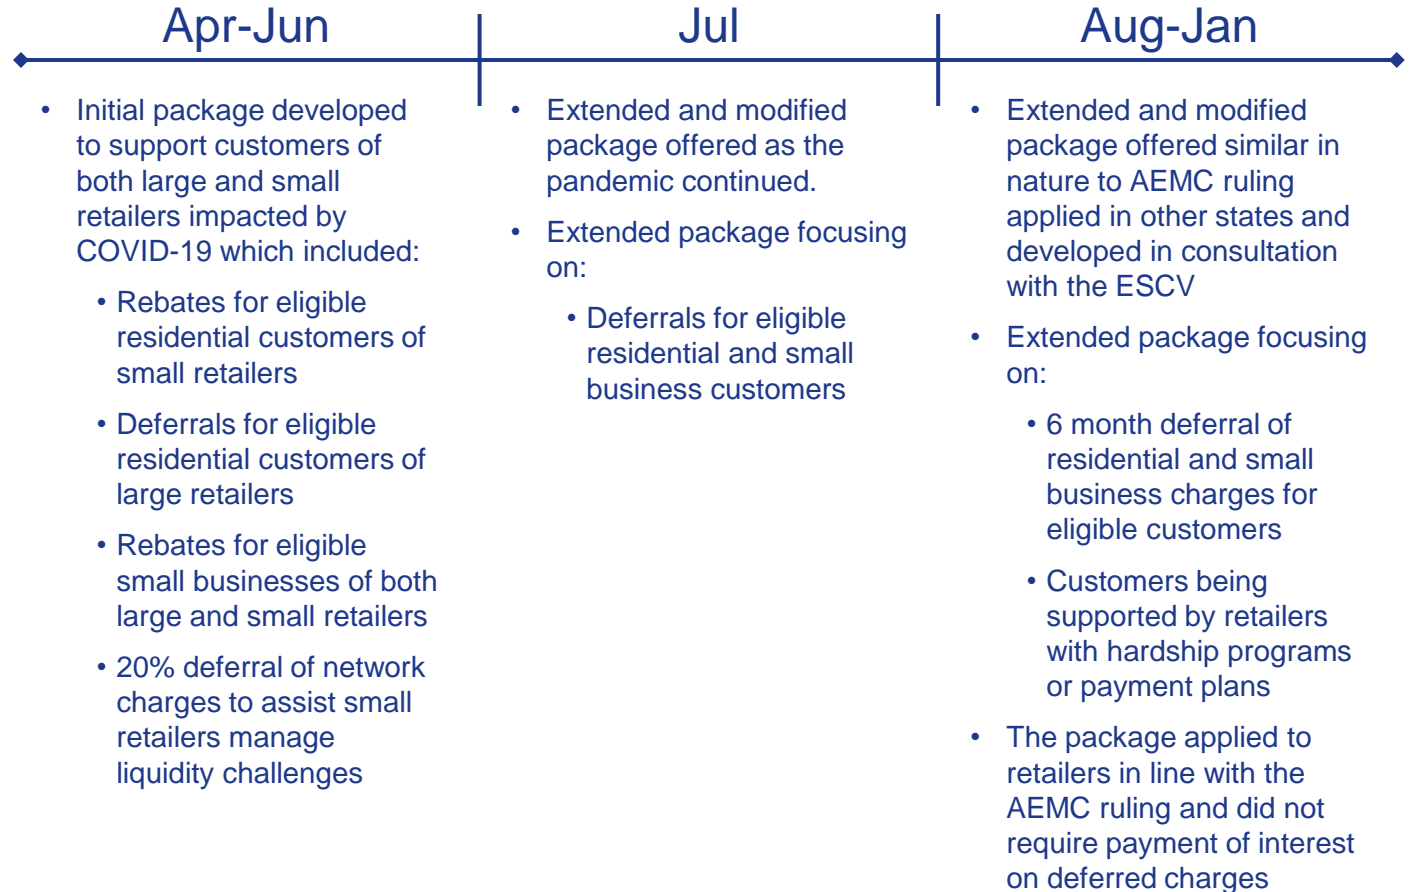 Apr-Jun
Jul
Aug-Jan
• Initial package developed
to support customers of
both large and small
retailers impacted by
COVID-19 which included:
• Rebates for eligible
residential customers of
small retailers
• Deferrals for eligible
residential customers of
large retailers
• Rebates for eligible
small businesses of both
large and small retailers
• 20% deferral of network
charges to assist small
retailers manage
liquidity challenges
• Extended and modified
package offered as the
pandemic continued.
• Extended package focusing
on:
• Deferrals for eligible
residential and small
business customers
• Extended and modified
package offered similar in
nature to AEMC ruling
applied in other states and
developed in consultation
with the ESCV
• Extended package focusing
on:
• 6 month deferral of
residential and small
business charges for
eligible customers
• Customers being
supported by retailers
with hardship programs
or payment plans
• The package applied to
retailers in line with the
AEMC ruling and did not
require payment of interest
on deferred charges